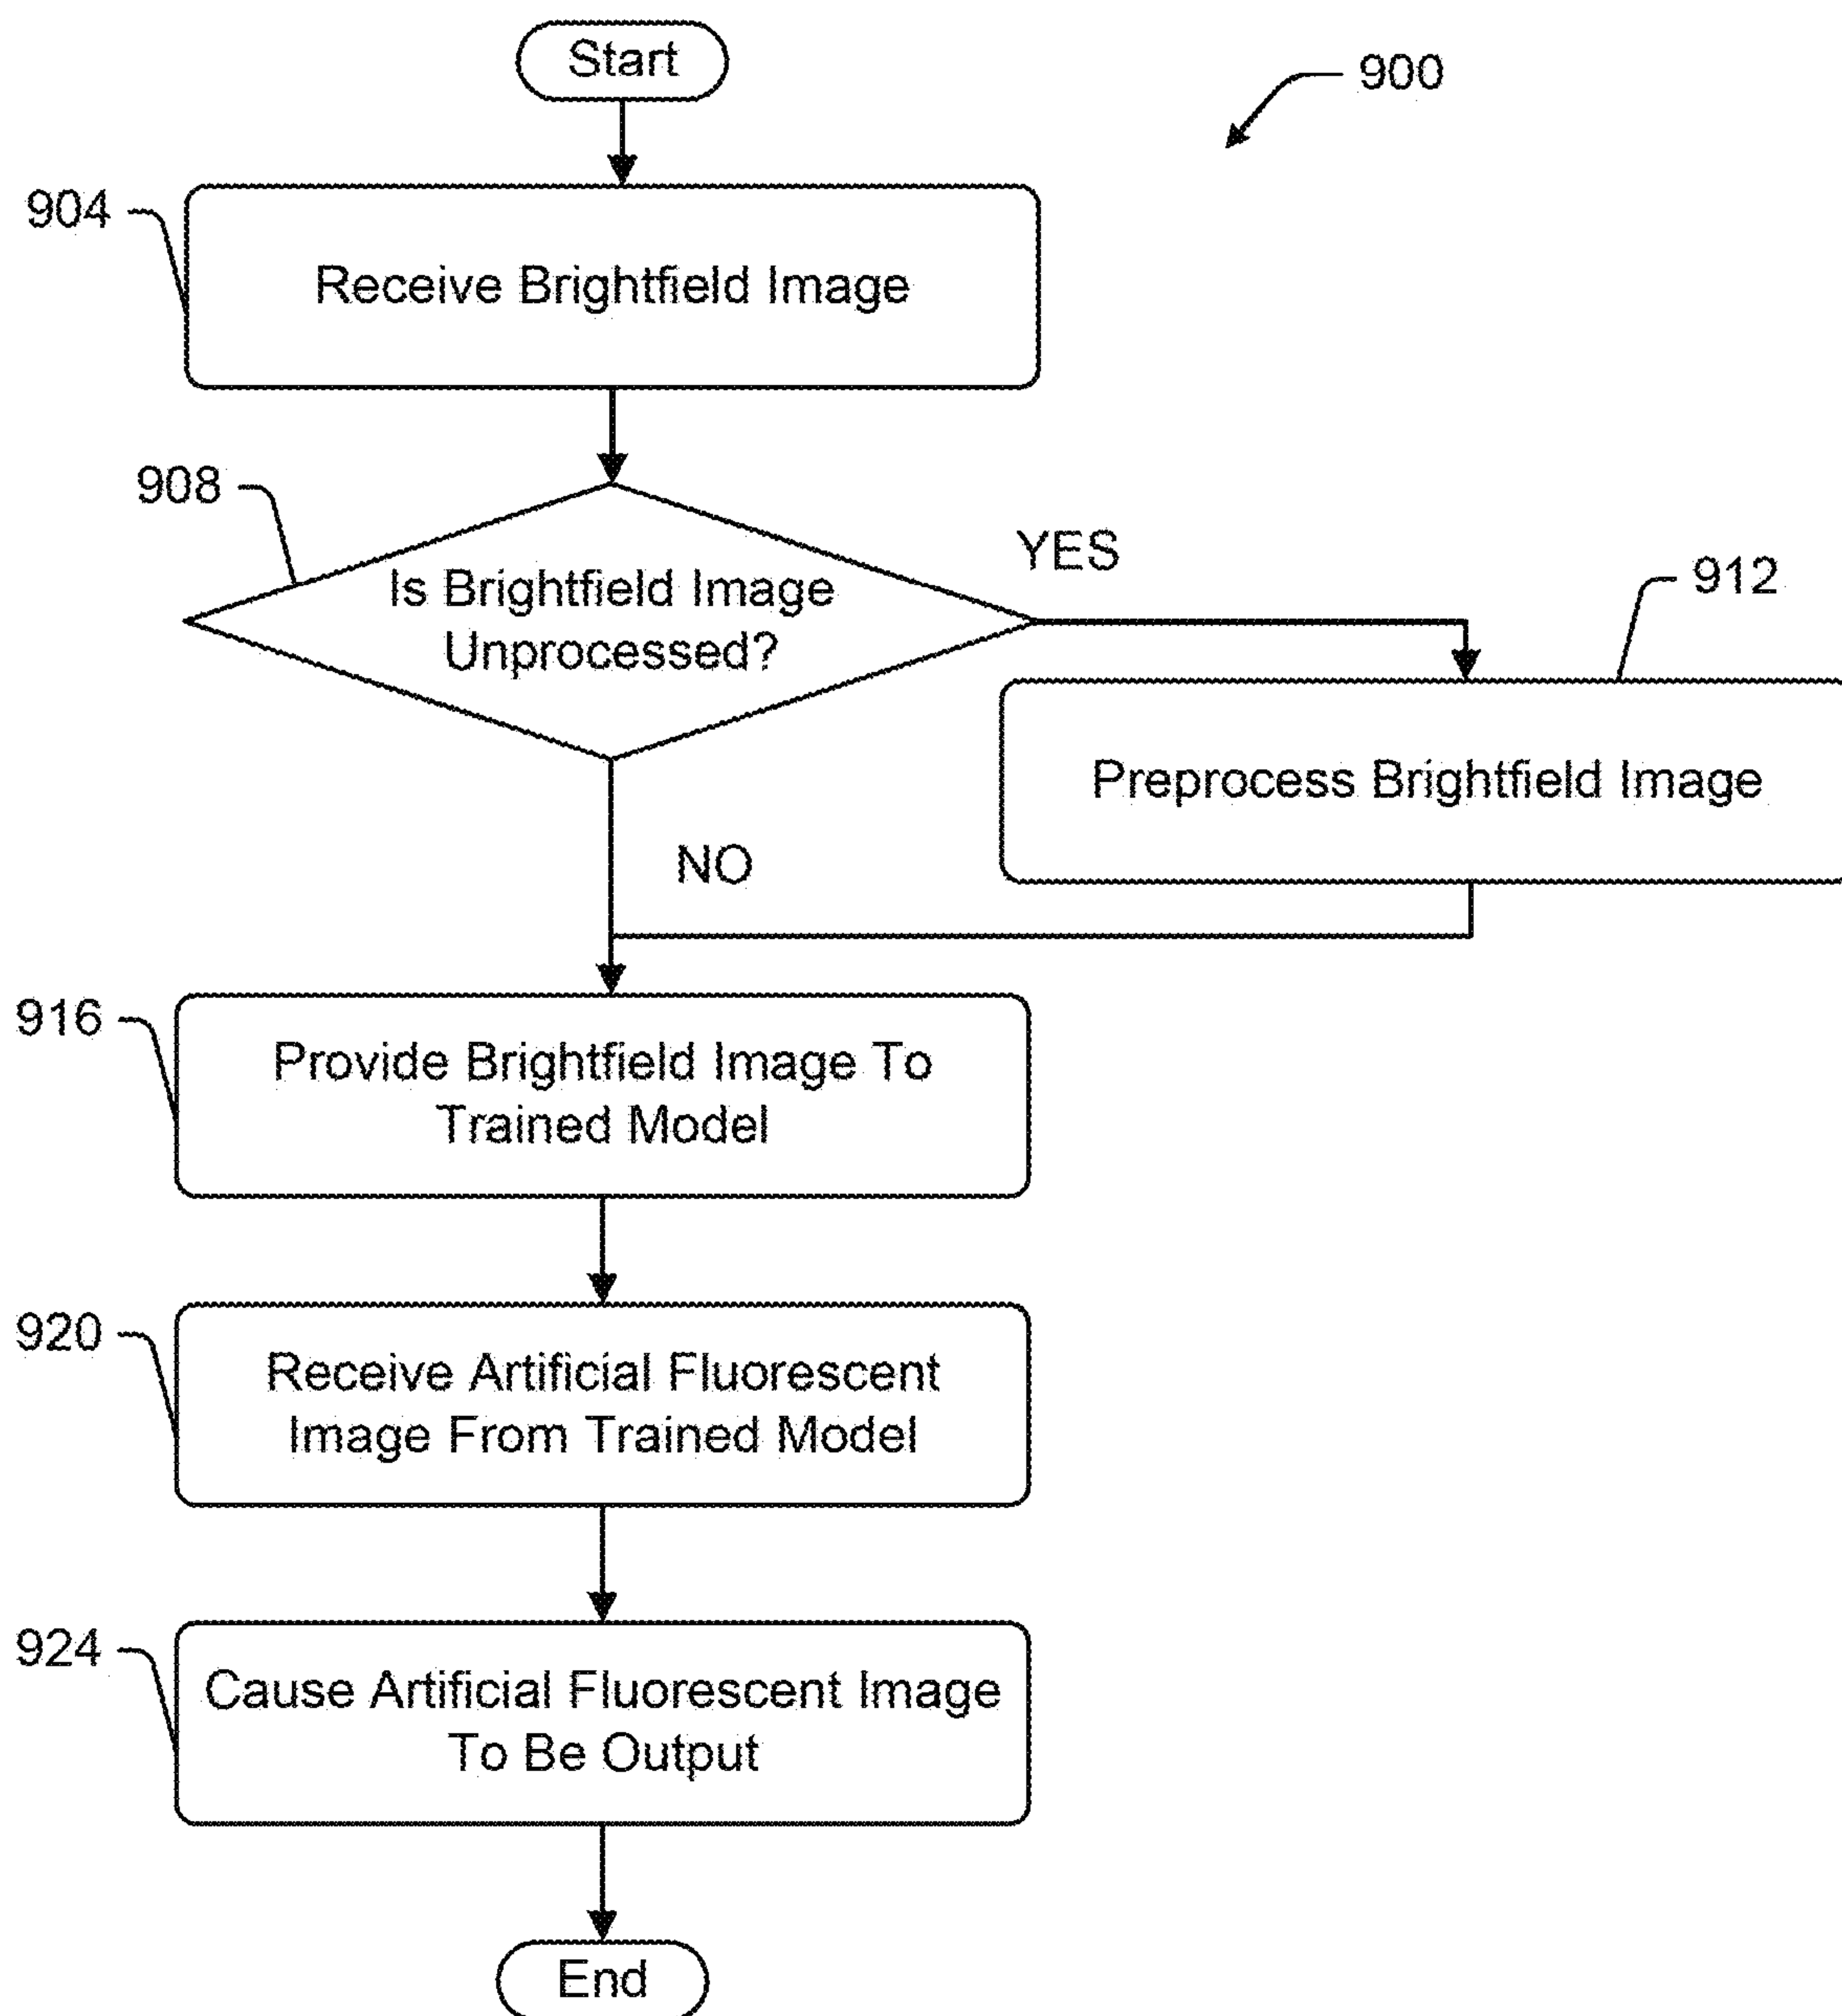 Start
900
904
Receive Brightfield Image
908
Is Brightfield Image
Unprocessed?
YES
912
Preprocess Brightfield Image
NO
916
Provide Brightfield Image To
Trained Model
920
Receive Artificial Fluorescent
Image From Trained Model
924
Cause Artificial Fluorescent Image
To Be Output
End